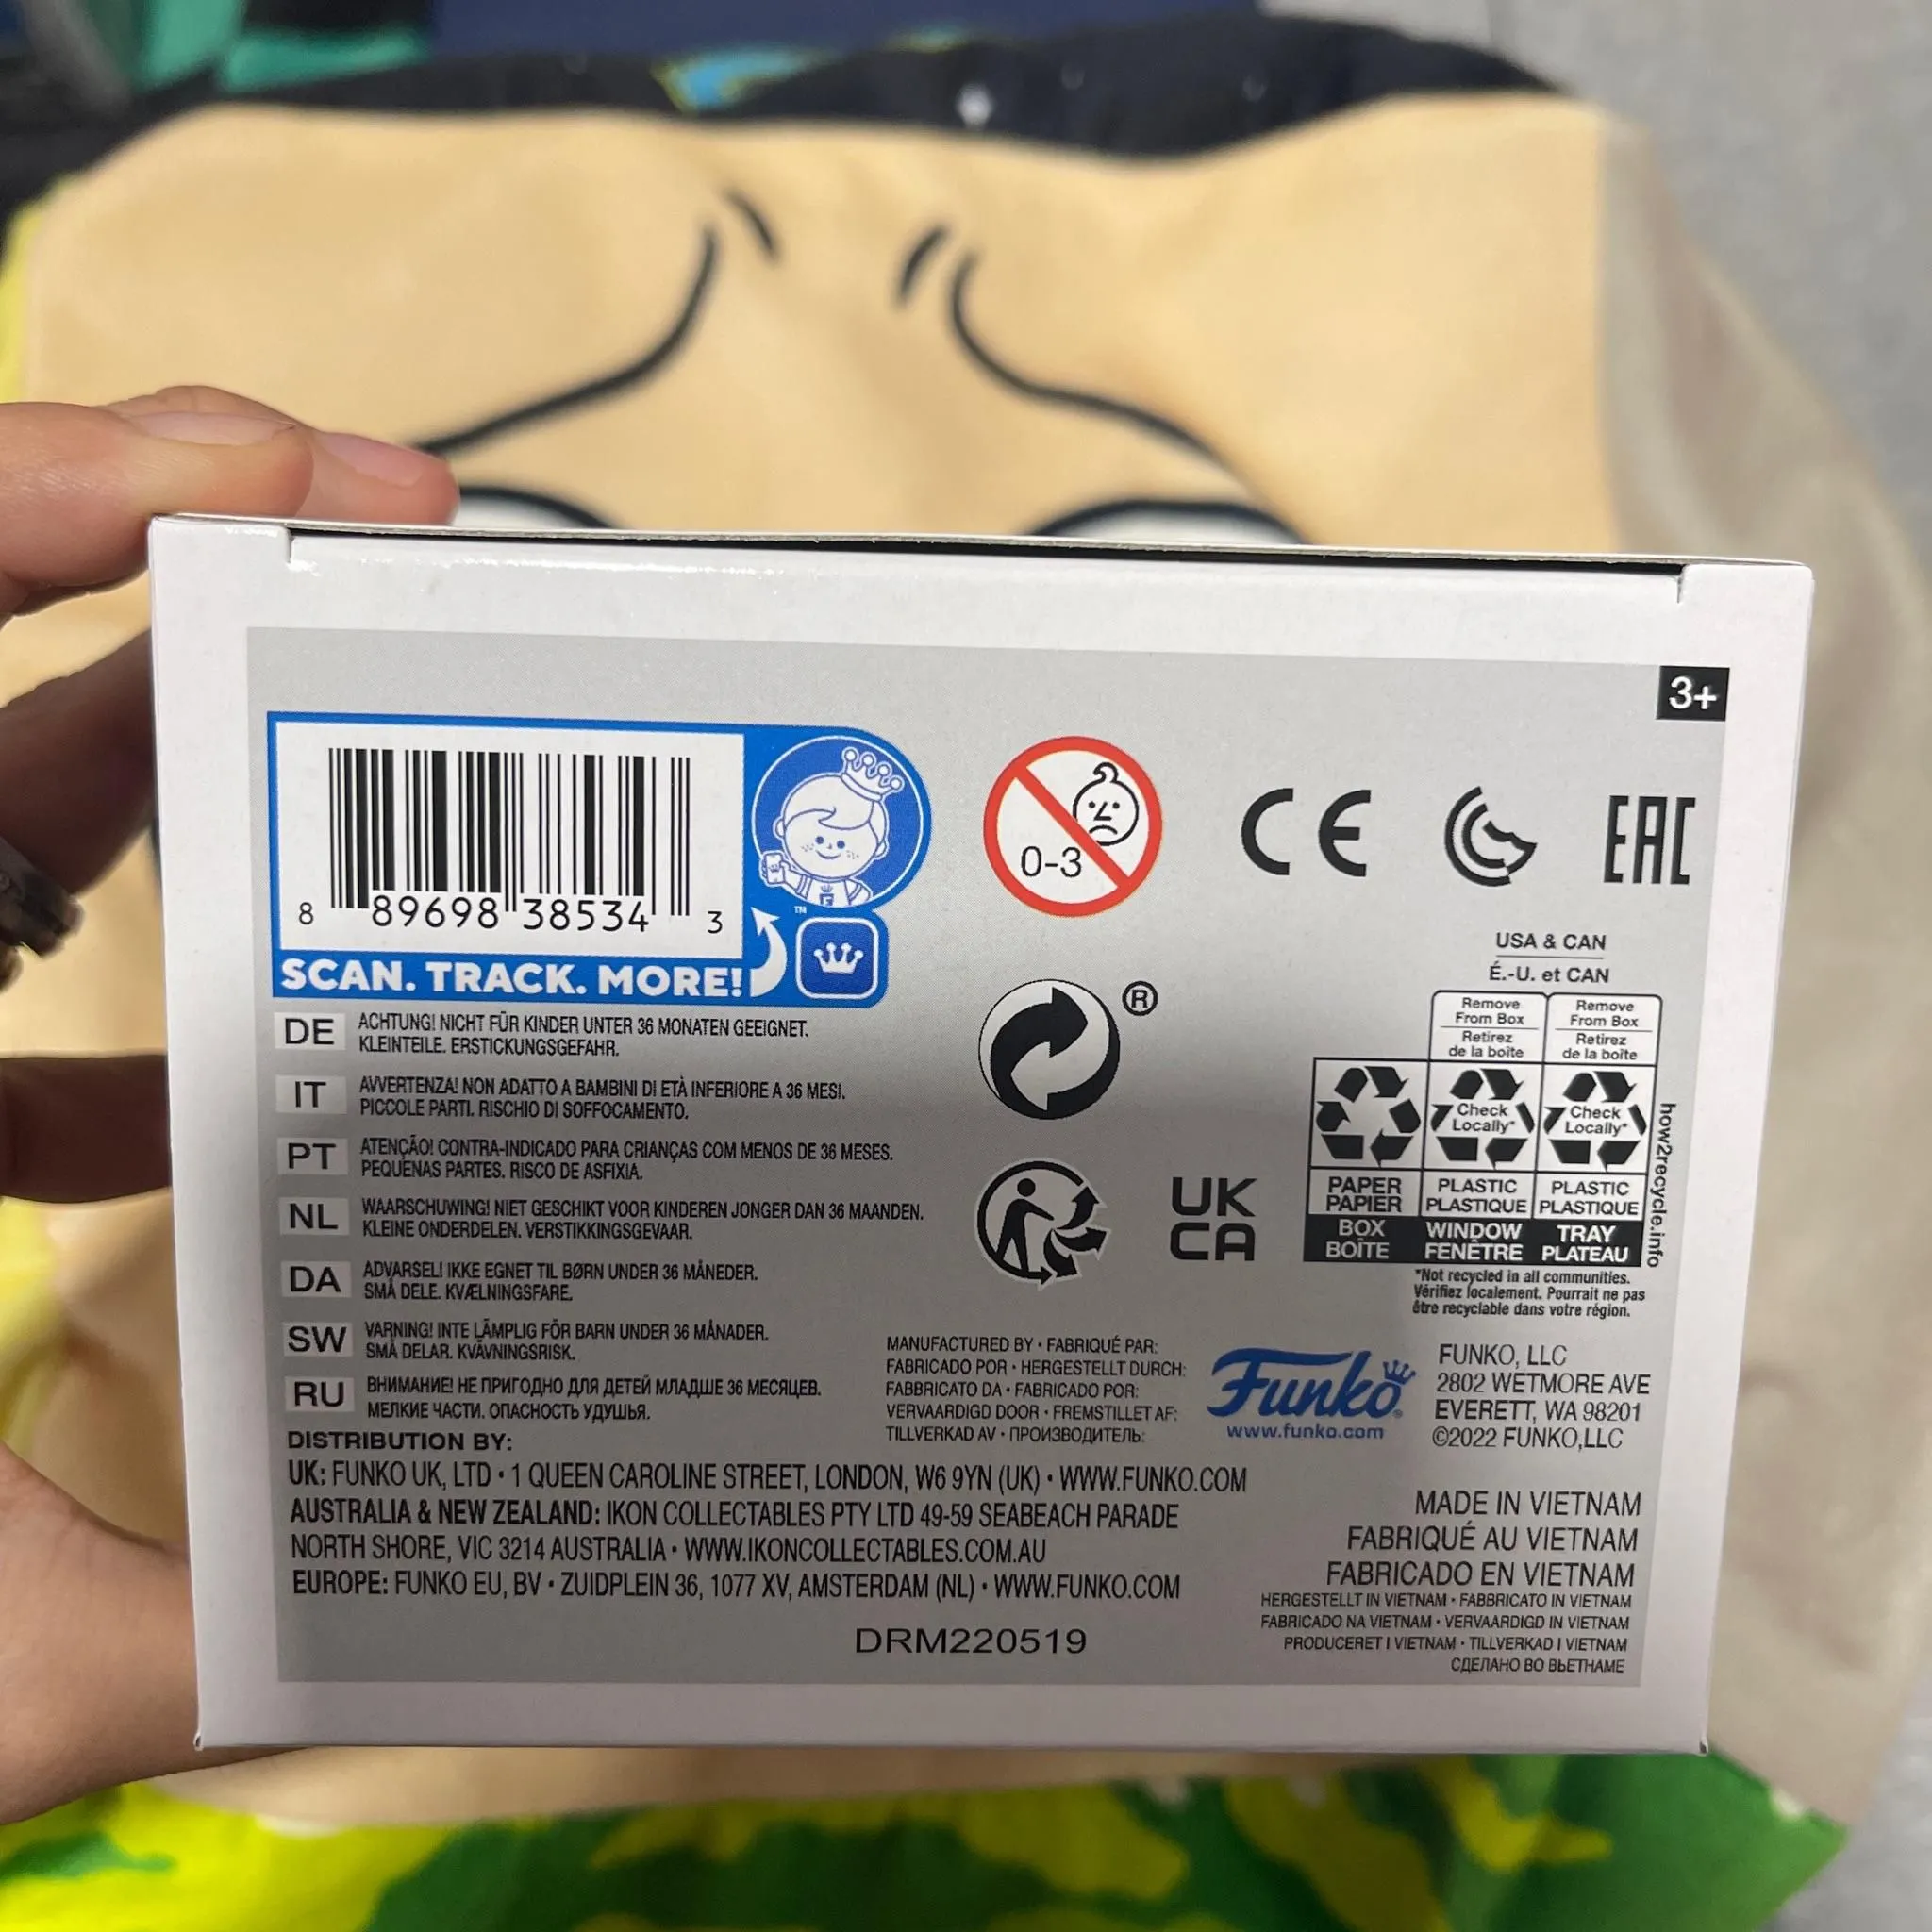 3+
8 89698 38534 3
™
SCAN. TRACK. MORE!
0-3
CE
EAC
USA & CAN
É.-U. et CAN
Remove From Box
Retirez de la boîte
Remove From Box
Retirez de la boîte
Check Locally*
Check Locally*
PAPER
PAPIER
BOX
BOÎTE
PLASTIC
PLASTIQUE
WINDOW
FENÊTRE
PLASTIC
PLASTIQUE
TRAY
PLATEAU
how2recycle.info
*Not recycled in all communities.
Vérifiez localement. Pourrait ne pas
être recyclable dans votre région.
®
UK
CA
DE ACHTUNG! NICHT FÜR KINDER UNTER 36 MONATEN GEEIGNET.
KLEINTEILE. ERSTICKUNGSGEFAHR.
IT AVVERTENZA! NON ADATTO A BAMBINI DI ETÀ INFERIORE A 36 MESI.
PICCOLE PARTI. RISCHIO DI SOFFOCAMENTO.
PT ATENÇÃO! CONTRA-INDICADO PARA CRIANÇAS COM MENOS DE 36 MESES.
PEQUENAS PARTES. RISCO DE ASFIXIA.
NL WAARSCHUWING! NIET GESCHIKT VOOR KINDEREN JONGER DAN 36 MAANDEN.
KLEINE ONDERDELEN. VERSTIKKINGSGEVAAR.
DA ADVARSEL! IKKE EGNET TIL BØRN UNDER 36 MÅNEDER.
SMÅ DELE. KVÆLNINGSFARE.
SW VARNING! INTE LÄMPLIG FÖR BARN UNDER 36 MÅNADER.
SMÅ DELAR. KVÄVNINGSRISK.
RU ВНИМАНИЕ! НЕ ПРИГОДНО ДЛЯ ДЕТЕЙ МЛАДШЕ 36 МЕСЯЦЕВ.
МЕЛКИЕ ЧАСТИ. ОПАСНОСТЬ УДУШЬЯ.
MANUFACTURED BY • FABRIQUÉ PAR:
FABRICADO POR • HERGESTELLT DURCH:
FABBRICATO DA • FABRICADO POR:
VERVAARDIGD DOOR • FREMSTILLET AF:
TILLVERKAD AV • ПРОИЗВОДИТЕЛЬ:
Funko®
www.funko.com
FUNKO, LLC
2802 WETMORE AVE
EVERETT, WA 98201
©2022 FUNKO,LLC
DISTRIBUTION BY:
UK: FUNKO UK, LTD • 1 QUEEN CAROLINE STREET, LONDON, W6 9YN (UK) • WWW.FUNKO.COM
AUSTRALIA & NEW ZEALAND: IKON COLLECTABLES PTY LTD 49-59 SEABEACH PARADE
NORTH SHORE, VIC 3214 AUSTRALIA • WWW.IKONCOLLECTABLES.COM.AU
EUROPE: FUNKO EU, BV • ZUIDPLEIN 36, 1077 XV, AMSTERDAM (NL) • WWW.FUNKO.COM
DRM220519
MADE IN VIETNAM
FABRIQUÉ AU VIETNAM
FABRICADO EN VIETNAM
HERGESTELLT IN VIETNAM • FABBRICATO IN VIETNAM
FABRICADO NA VIETNAM • VERVAARDIGD IN VIETNAM
PRODUCERET I VIETNAM • TILLVERKAD I VIETNAM
СДЕЛАНО ВО ВЬЕТНАМЕ